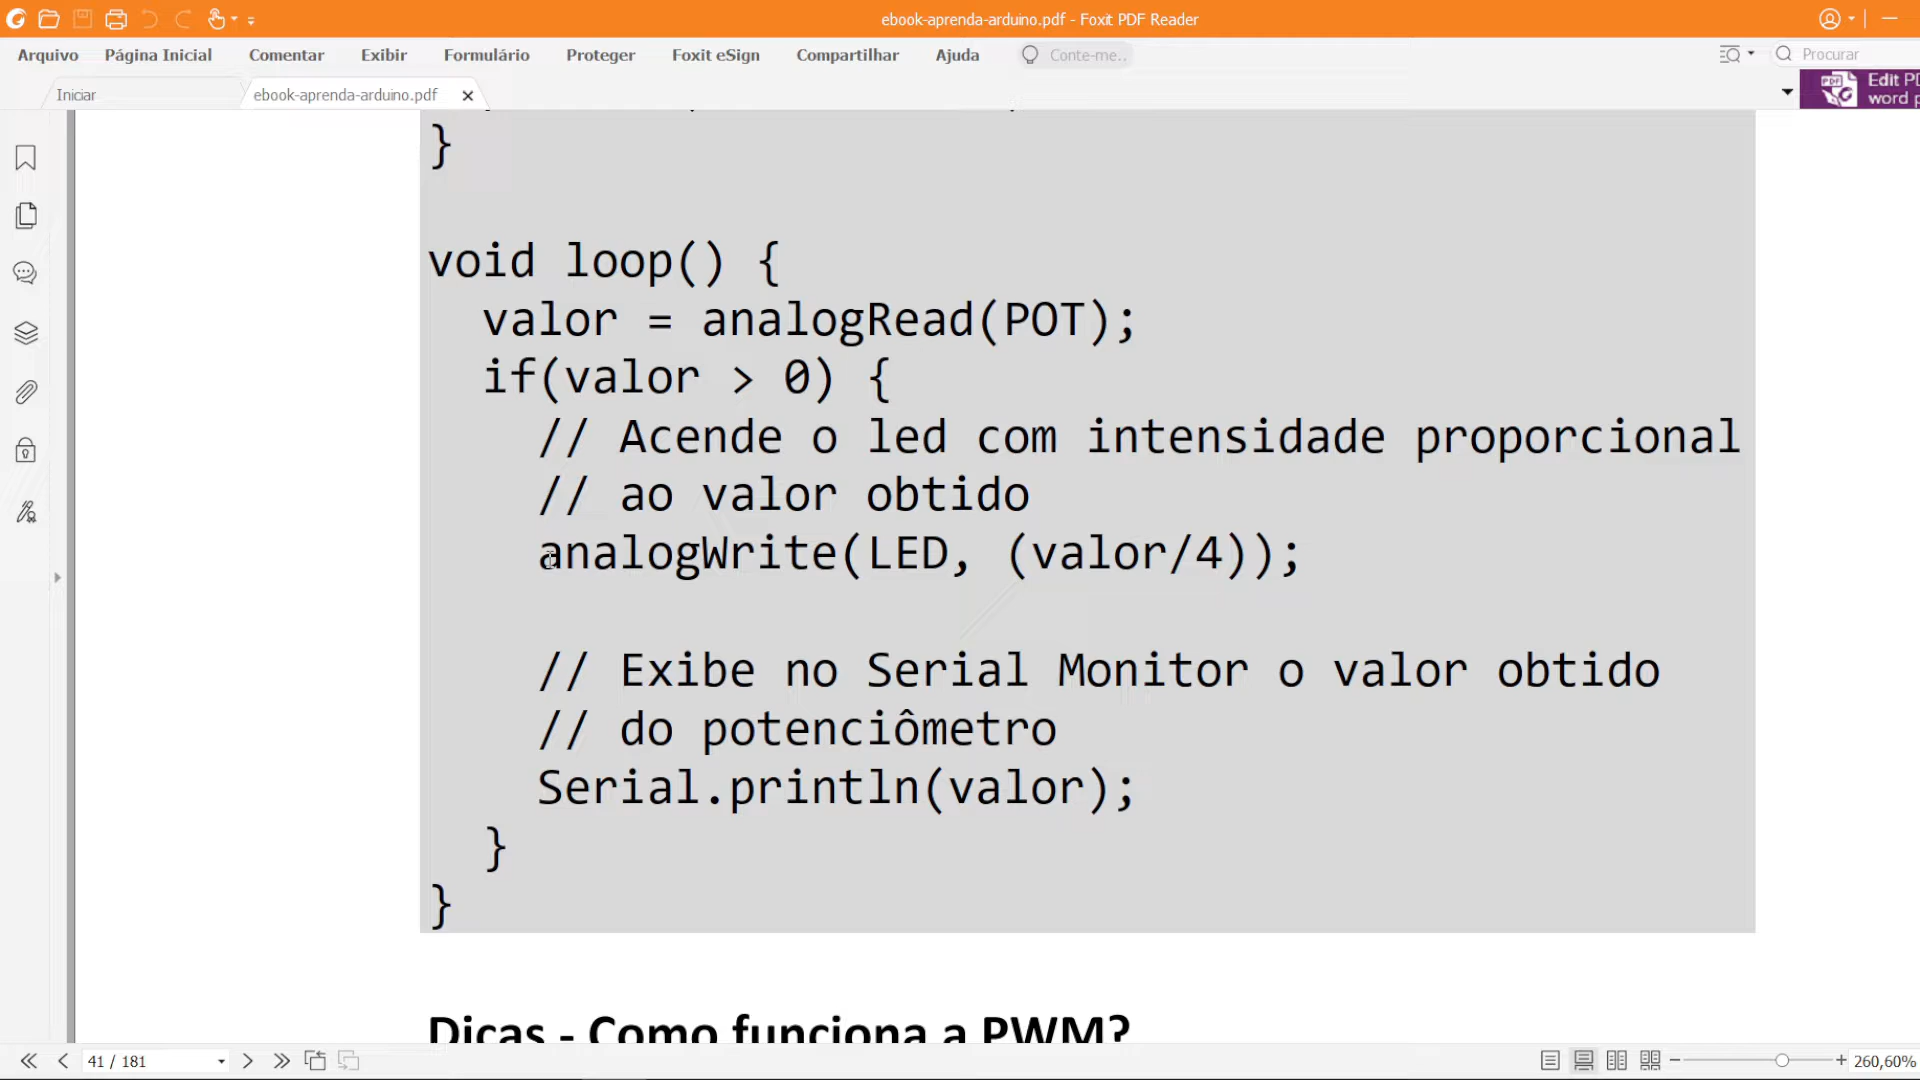 ebook-aprenda-arduino.pdf - Foxit PDF Reader
Arquivo Página Inicial Comentar Exibir Formulário Proteger Foxit eSign Compartilhar Ajuda Conte-me.. Procurar
Iniciar ebook-aprenda-arduino.pdf
Edit PD
word p
}
void loop() {
valor = analogRead(POT);
if(valor > 0) {
// Acende o led com intensidade proporcional
// ao valor obtido
analogWrite(LED, (valor/4));
// Exibe no Serial Monitor o valor obtido
// do potenciômetro
Serial.println(valor);
}
}
Dicas - Como funciona a PWM?
41 / 181 260,60%